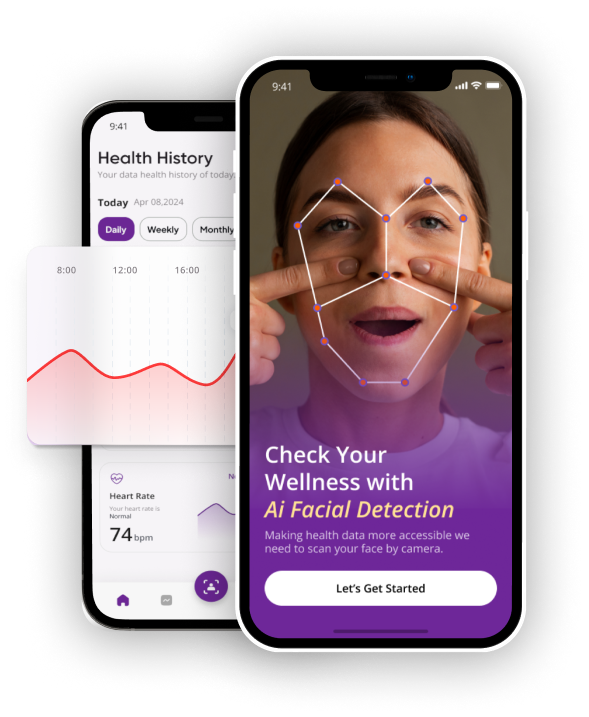 9:41
Health History
Your data health history of today
Today Apr 08,2024
Daily Weekly Monthly
8:00 12:00 16:00
Heart Rate
Your heart rate is
Normal
74 bpm
9:41
Check Your
Wellness with
Ai Facial Detection
Making health data more accessible we
need to scan your face by camera.
Let's Get Started